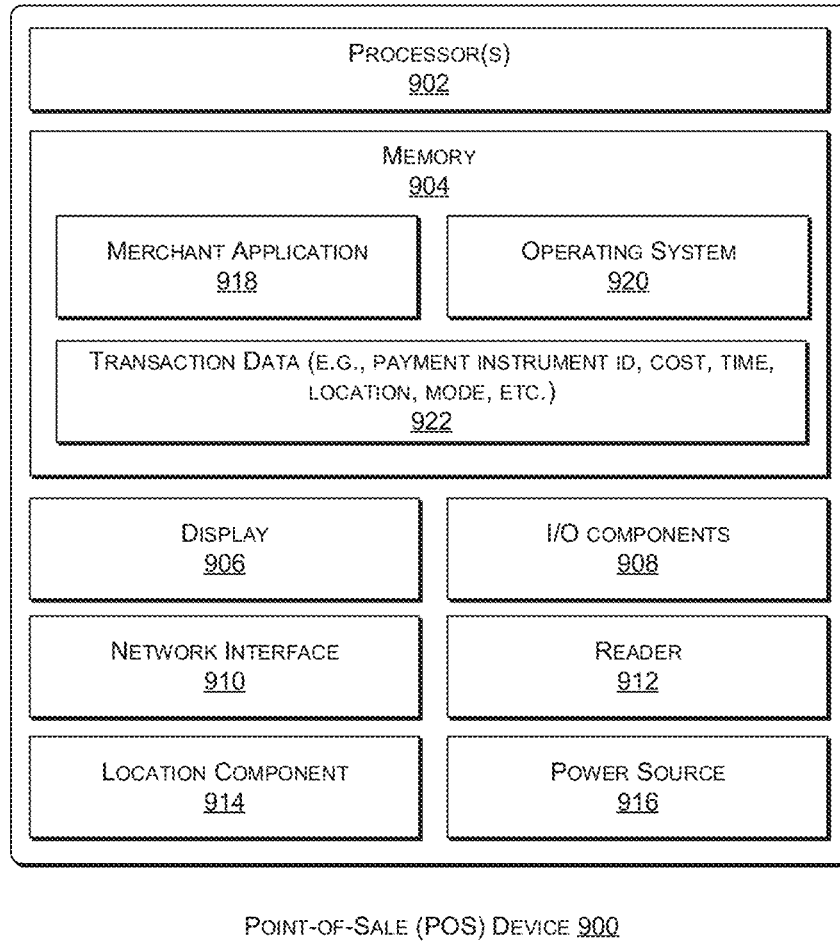 PROCESSOR(S)
902
MEMORY
904
MERCHANT APPLICATION
918
OPERATING SYSTEM
920
TRANSACTION DATA (E.G., PAYMENT INSTRUMENT ID, COST, TIME,
LOCATION, MODE, ETC.)
922
DISPLAY
906
I/O COMPONENTS
908
NETWORK INTERFACE
910
READER
912
LOCATION COMPONENT
914
POWER SOURCE
916
POINT-OF-SALE (POS) DEVICE 900